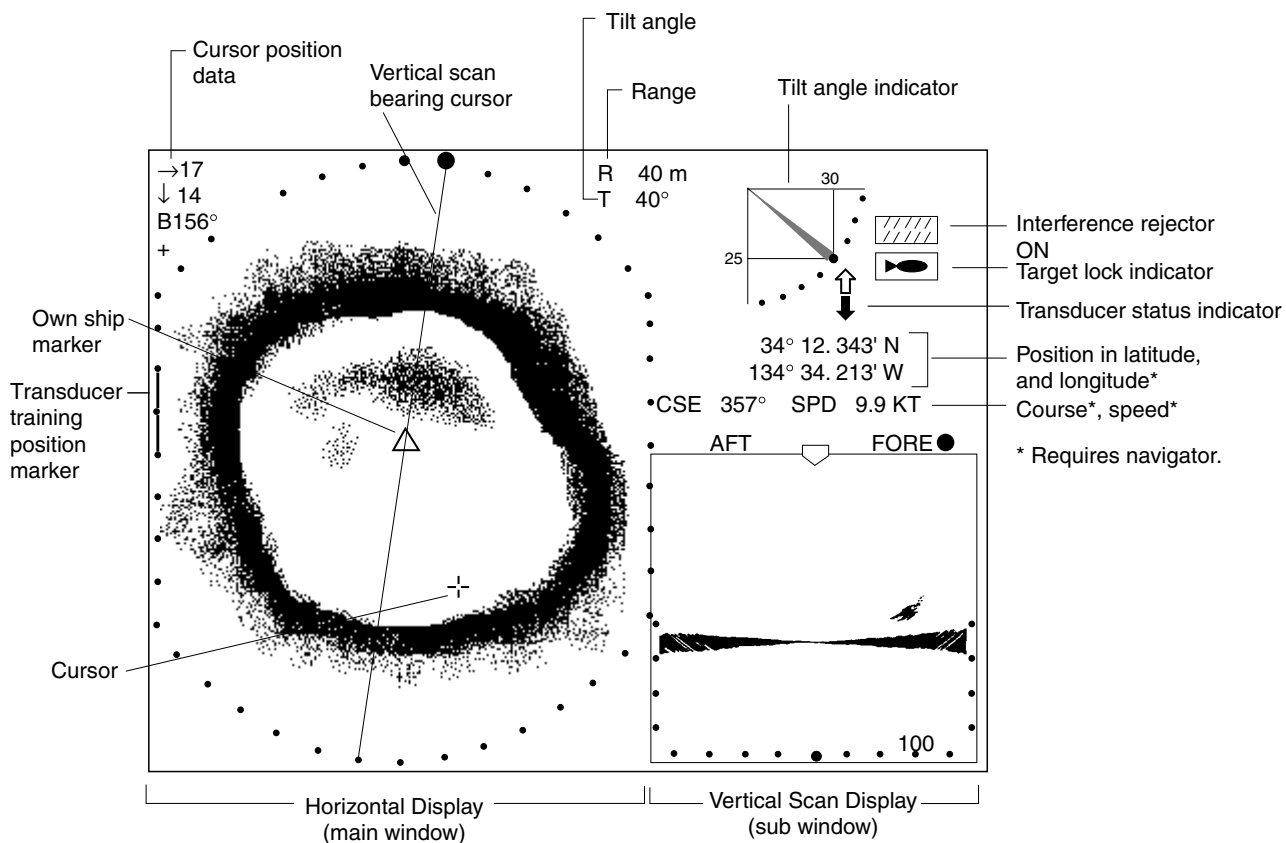 Tilt angle
Cursor position
data
Vertical scan
bearing cursor
Range
Tilt angle indicator
→17
↓ 14
B156°
+
R 40 m
T 40°
30
25
Interference rejector
ON
Target lock indicator
Transducer status indicator
Own ship
marker
34° 12. 343' N
134° 34. 213' W
Position in latitude,
and longitude*
Transducer
training
position
marker
CSE 357° SPD 9.9 KT
Course*, speed*
AFT
FORE
* Requires navigator.
Cursor
100
Horizontal Display
(main window)
Vertical Scan Display
(sub window)